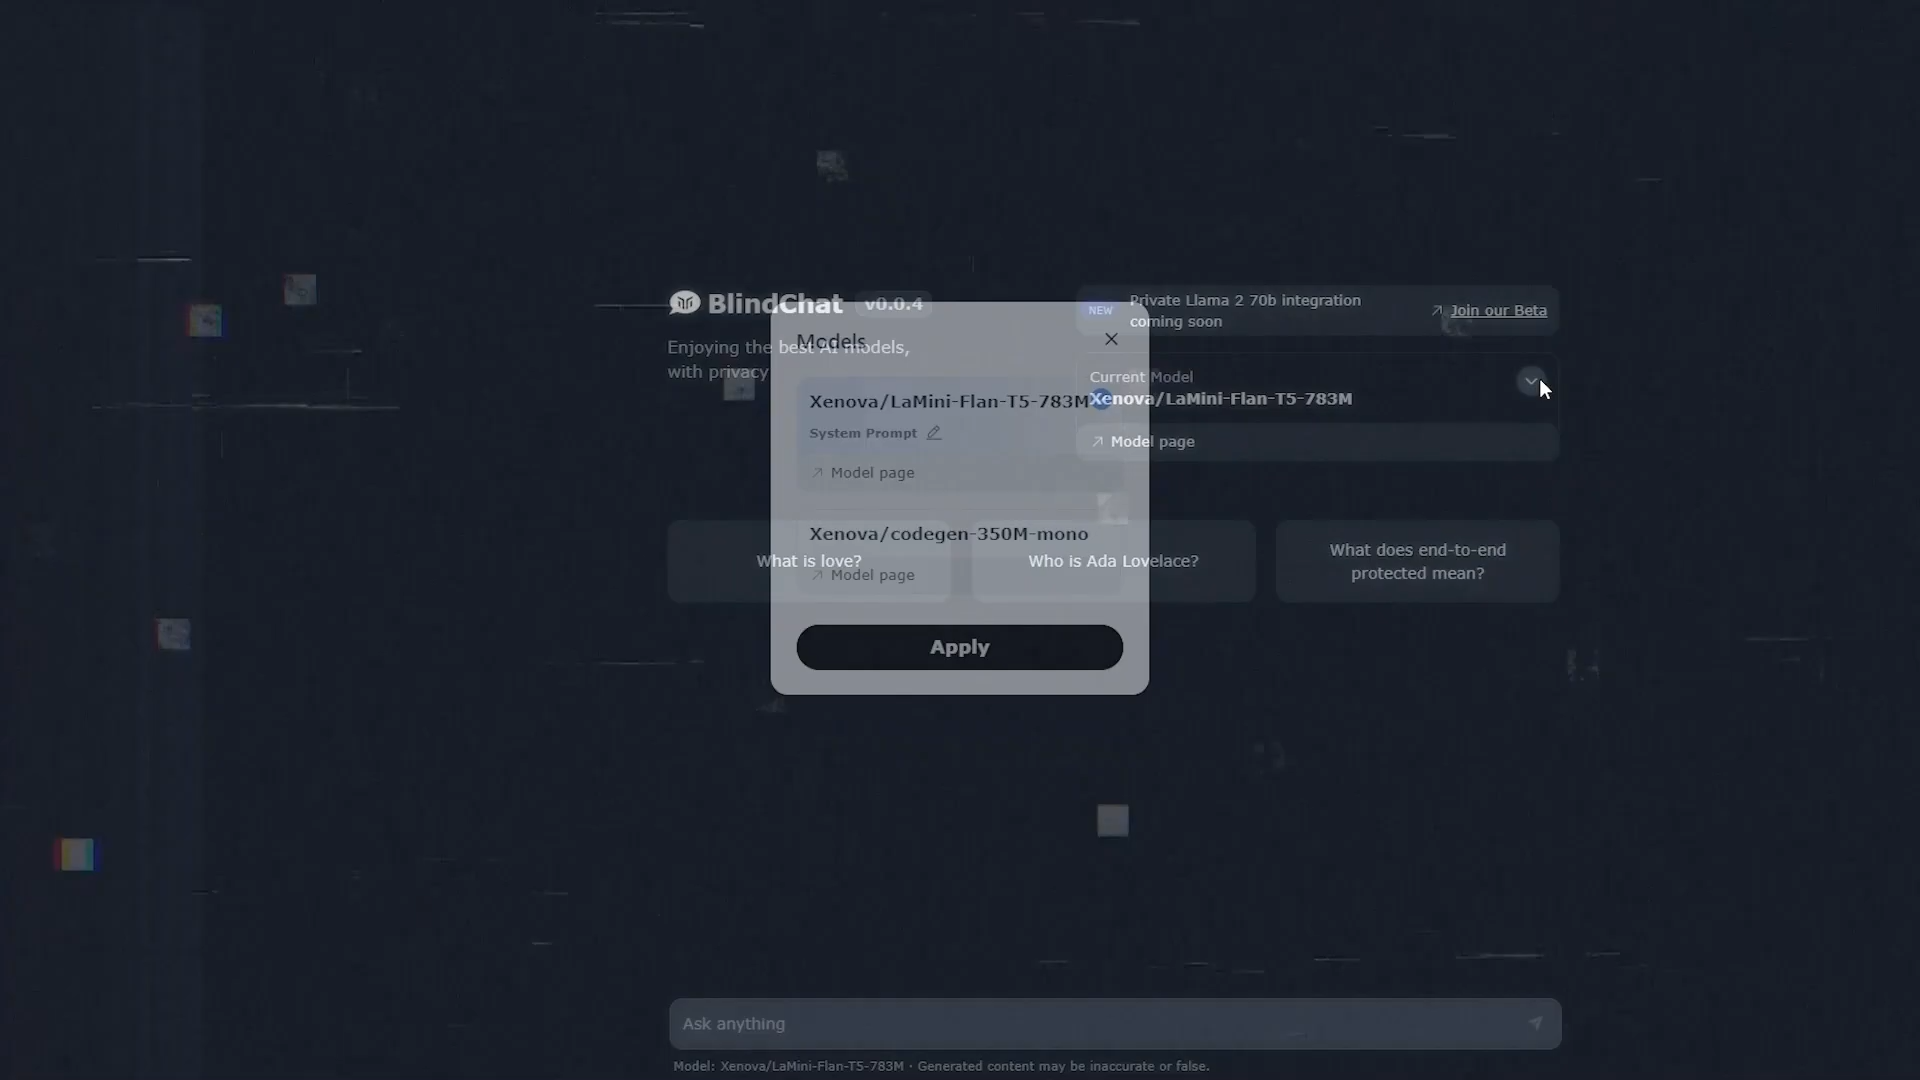 BlindChat v0.0.4
Enjoying the best AI models,
with privacy
NEW
Private Llama 2 70b integration
coming soon
Join our Beta
Current Model
Xenova/LaMini-Flan-T5-783M
Model page
Models
Xenova/LaMini-Flan-T5-783M
System Prompt
Model page
Xenova/codegen-350M-mono
Model page
Apply
What is love?
Who is Ada Lovelace?
What does end-to-end
protected mean?
Ask anything
Model: Xenova/LaMini-Flan-T5-783M · Generated content may be inaccurate or false.